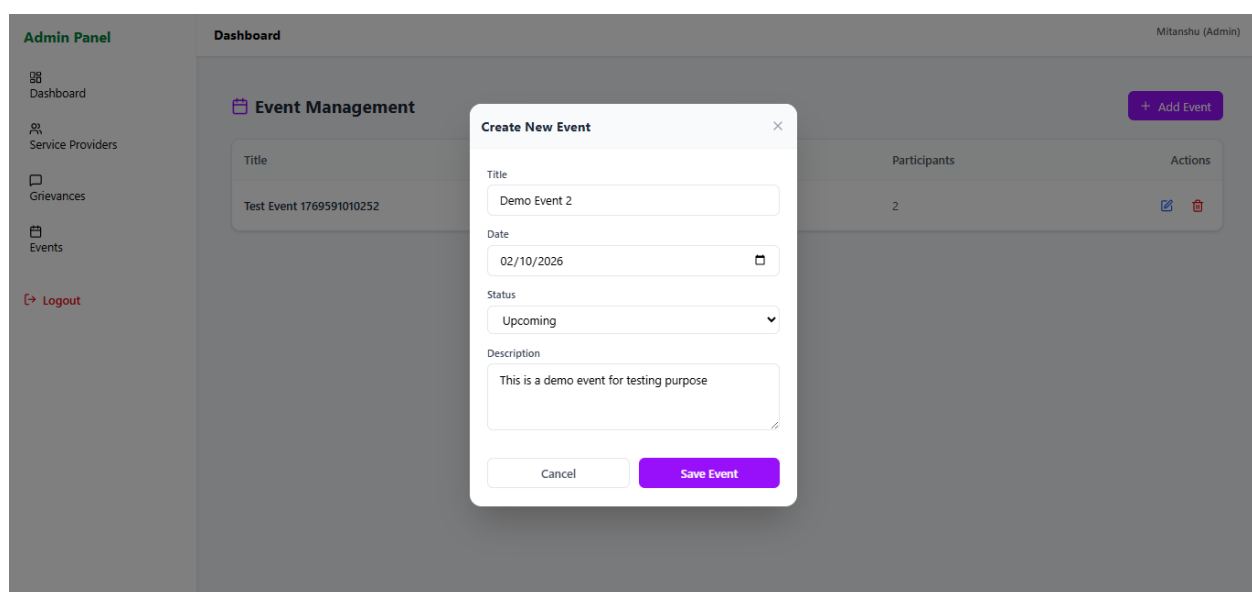 Admin Panel
Dashboard
Mitanshu (Admin)
Dashboard
Service Providers
Grievances
Events
Logout
Event Management
+ Add Event
Title
Participants
Actions
Test Event 1769591010252
2
Create New Event
Title
Demo Event 2
Date
02/10/2026
Status
Upcoming
Description
This is a demo event for testing purpose
Cancel
Save Event